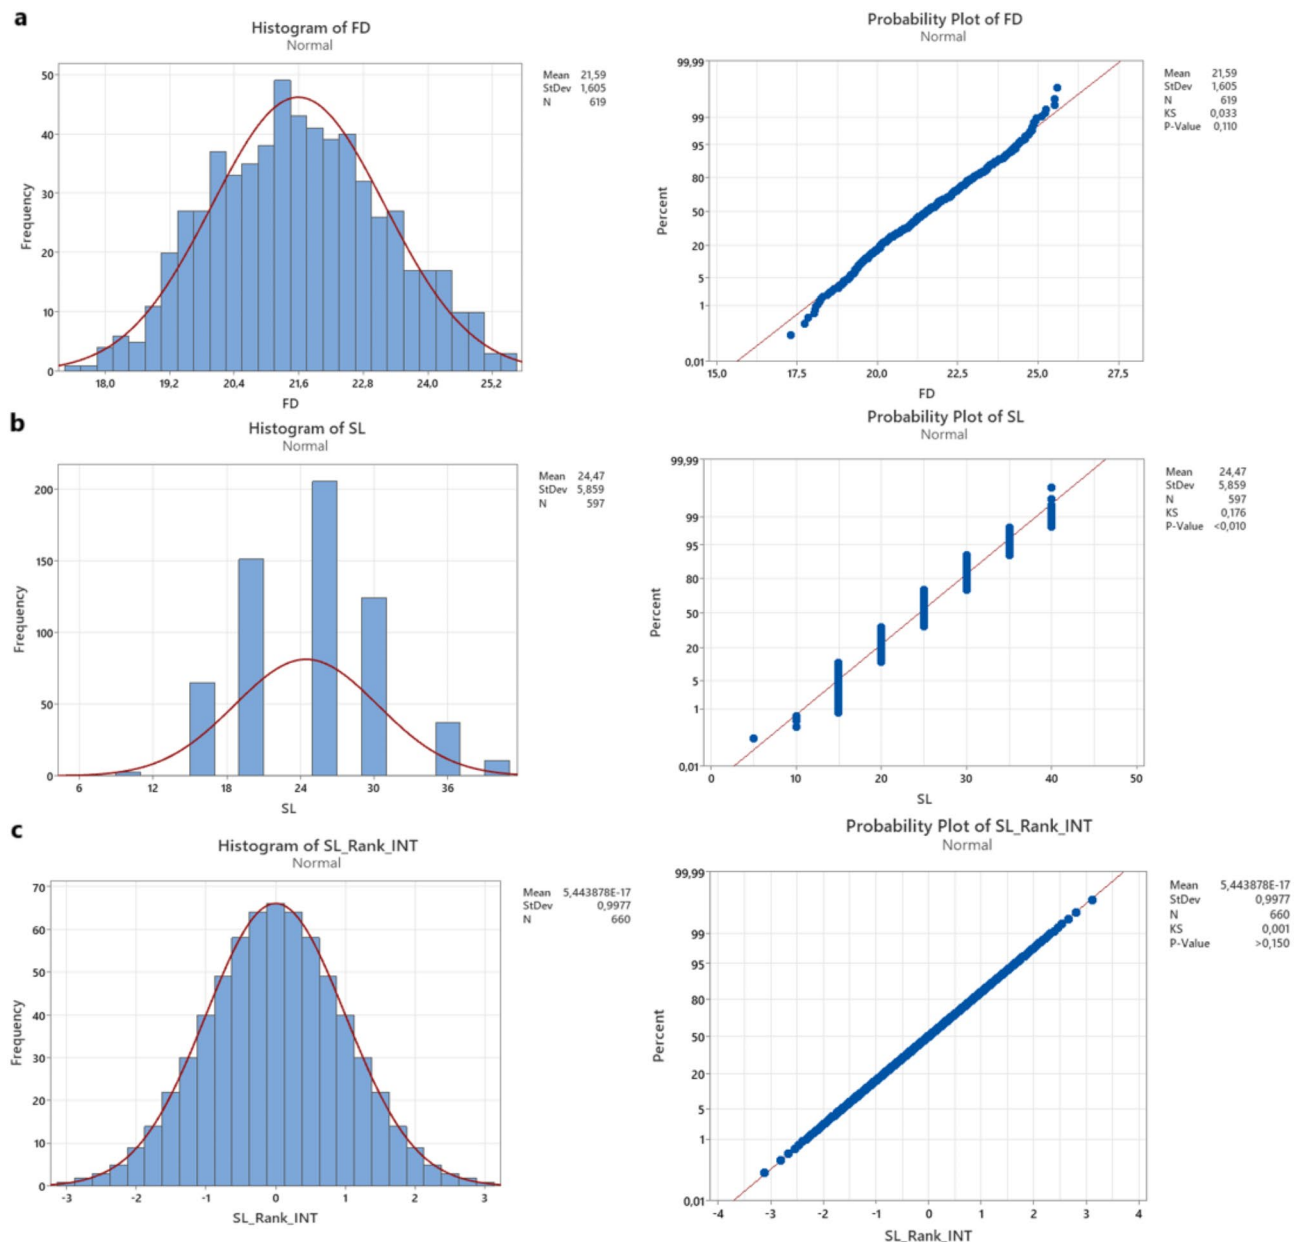 a
Histogram of FD
Normal
Mean 21,59
StDev 1,605
N 619
Frequency
50
40
30
20
10
0
18,0 19,2 20,4 21,6 22,8 24,0 25,2
FD
Probability Plot of FD
Normal
Mean 21,59
StDev 1,605
N 619
KS 0,033
P-Value 0,110
Percent
99,99
99
95
80
50
20
5
1
0,01
15,0 17,5 20,0 22,5 25,0 27,5
FD
b
Histogram of SL
Normal
Mean 24,47
StDev 5,859
N 597
Frequency
200
150
100
50
0
6 12 18 24 30 36
SL
Probability Plot of SL
Normal
Mean 24,47
StDev 5,859
N 597
KS 0,176
P-Value <0,010
Percent
99,99
99
95
80
50
20
5
1
0,01
0 10 20 30 40 50
SL
c
Histogram of SL_Rank_INT
Normal
Mean 5,443878E-17
StDev 0,9977
N 660
Frequency
70
60
50
40
30
20
10
0
-3 -2 -1 0 1 2 3
SL_Rank_INT
Probability Plot of SL_Rank_INT
Normal
Mean 5,443878E-17
StDev 0,9977
N 660
KS 0,001
P-Value >0,150
Percent
99,99
99
95
80
50
20
5
1
0,01
-4 -3 -2 -1 0 1 2 3 4
SL_Rank_INT